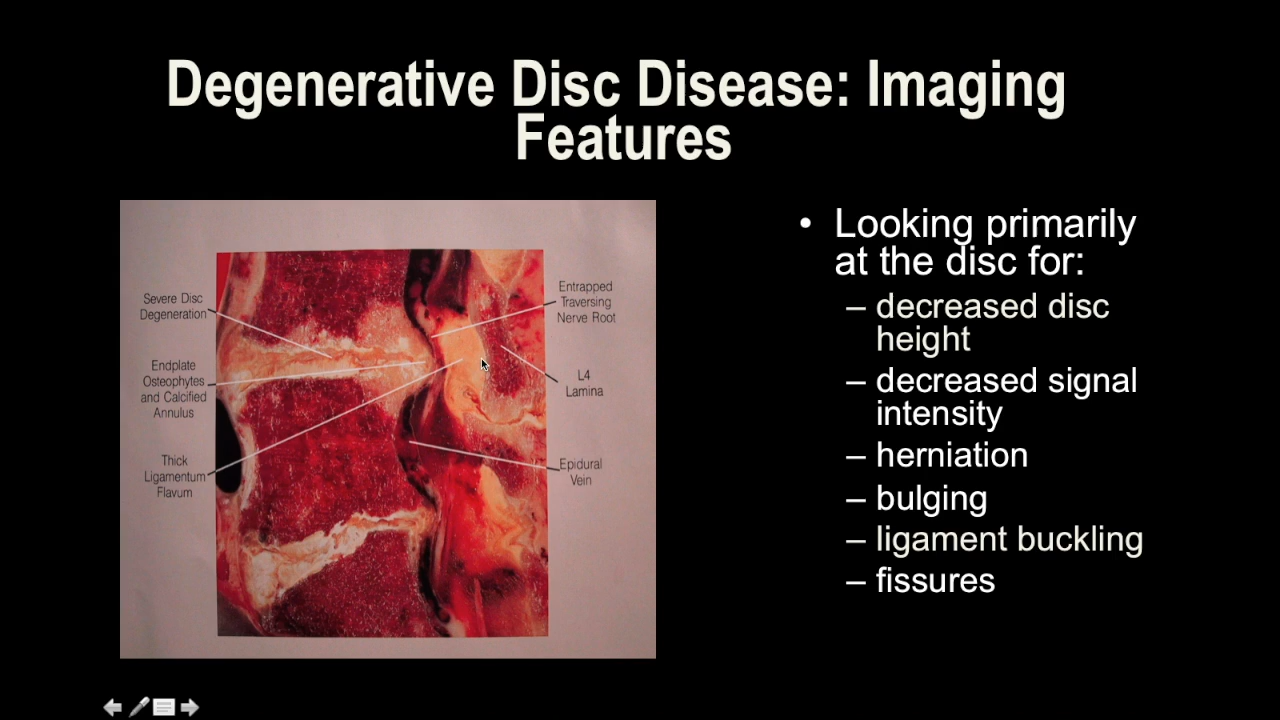 Degenerative Disc Disease: Imaging
Features
Severe Disc
Degeneration
Endplate
Osteophytes
and Calcified
Annulus
Thick
Ligamentum
Flavum
Entrapped
Traversing
Nerve Root
L4
Lamina
Epidural
Vein
• Looking primarily
at the disc for:
– decreased disc
height
– decreased signal
intensity
– herniation
– bulging
– ligament buckling
– fissures